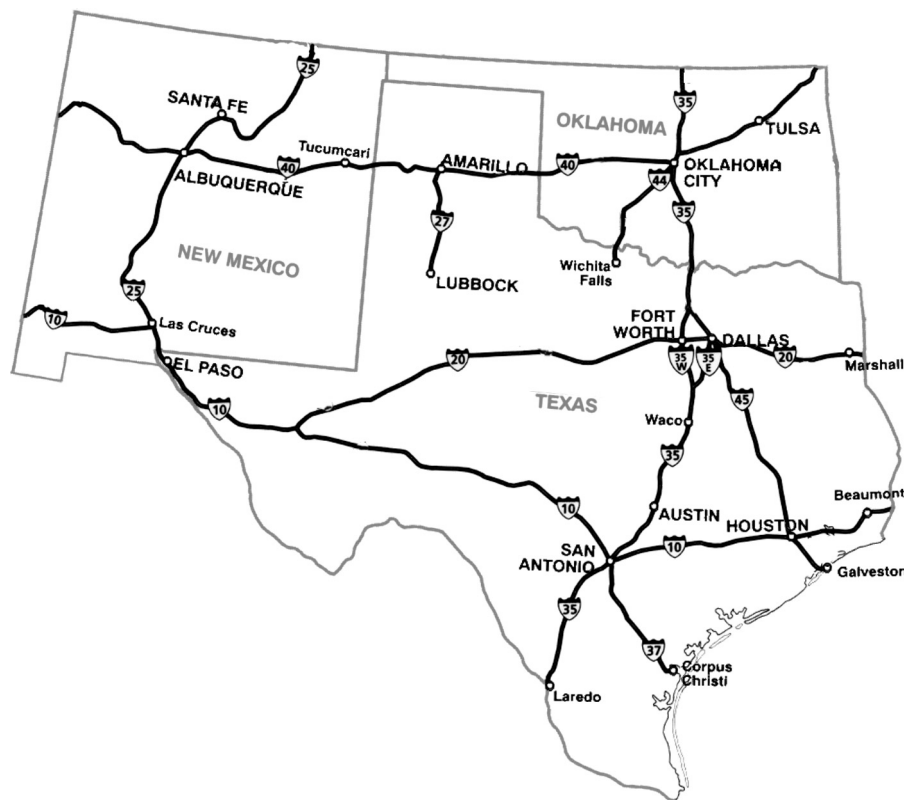 25
35
SANTA FE
OKLAHOMA
TULSA
Tucumcari
AMARILLO
40
40
OKLAHOMA
CITY
ALBUQUERQUE
44
27
35
NEW MEXICO
Wichita
Falls
LUBBOCK
25
10
Las Cruces
FORT
WORTH
DALLAS
EL PASO
20
35
W
35
E
20
Marshall
10
TEXAS
45
Waco
35
Beaumont
10
AUSTIN
HOUSTON
SAN
ANTONIO
10
Galveston
35
37
Corpus
Christi
Laredo